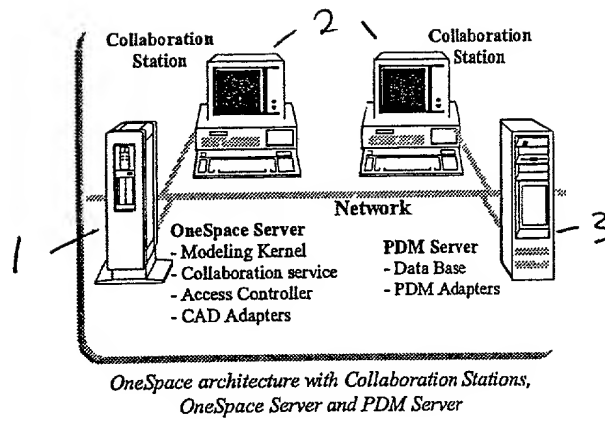 2
Collaboration
Station
Collaboration
Station
Network
1
OneSpace Server
- Modeling Kernel
- Collaboration service
- Access Controller
- CAD Adapters
PDM Server
- Data Base
- PDM Adapters
3
OneSpace architecture with Collaboration Stations,
OneSpace Server and PDM Server